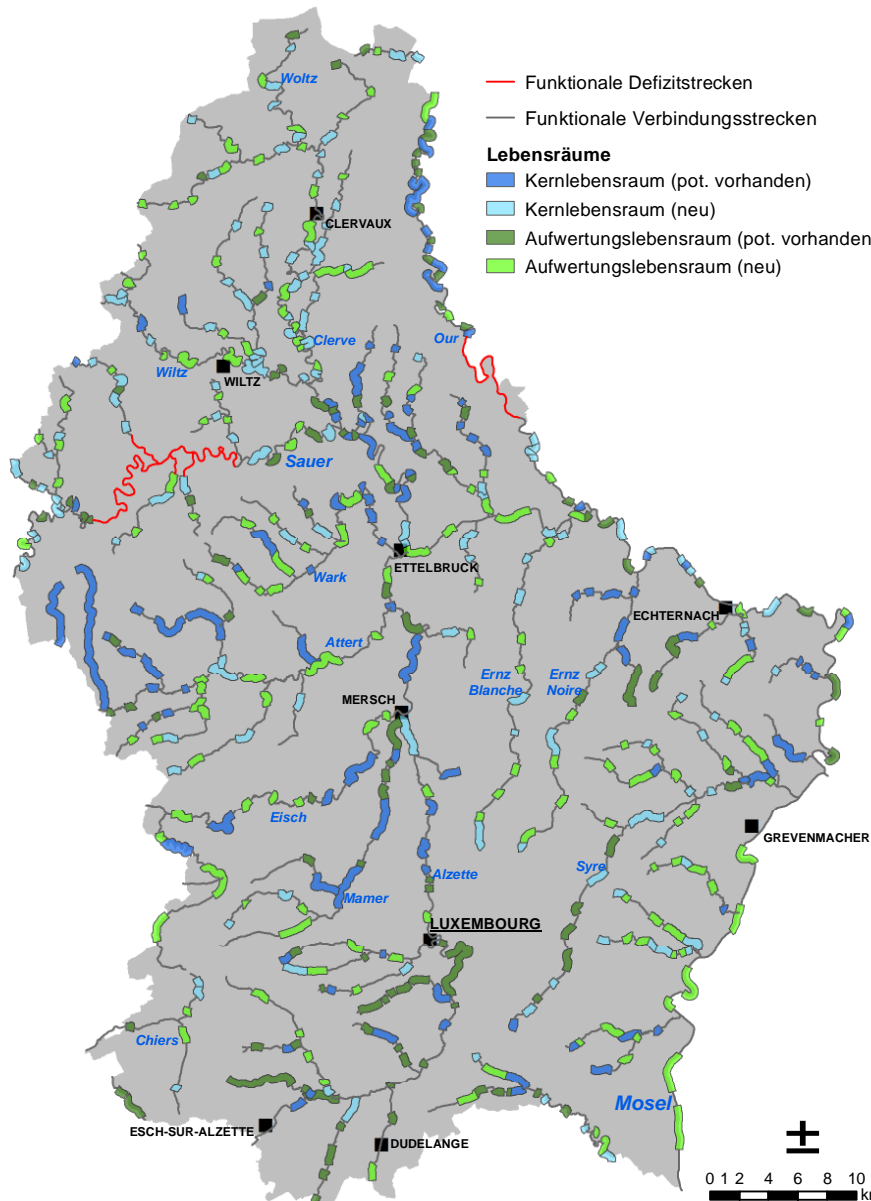 Funktionale Defizitstrecken
Funktionale Verbindungsstrecken
Lebensräume
Kernlebensraum (pot. vorhanden)
Kernlebensraum (neu)
Aufwertungslebensraum (pot. vorhanden
Aufwertungslebensraum (neu)
Woltz
CLERVAUX
Clerve
Our
Wiltz
WILTZ
Sauer
ETTELBRUCK
Wark
ECHTERNACH
Attert
Ernz
Blanche
Ernz
Noire
MERSCH
Eisch
GREVENMACHER
Mamer
Alzette
Syre
LUXEMBOURG
Chiers
Mosel
ESCH-SUR-ALZETTE
DUDELANGE
0 1 2 4 6 8 10
km